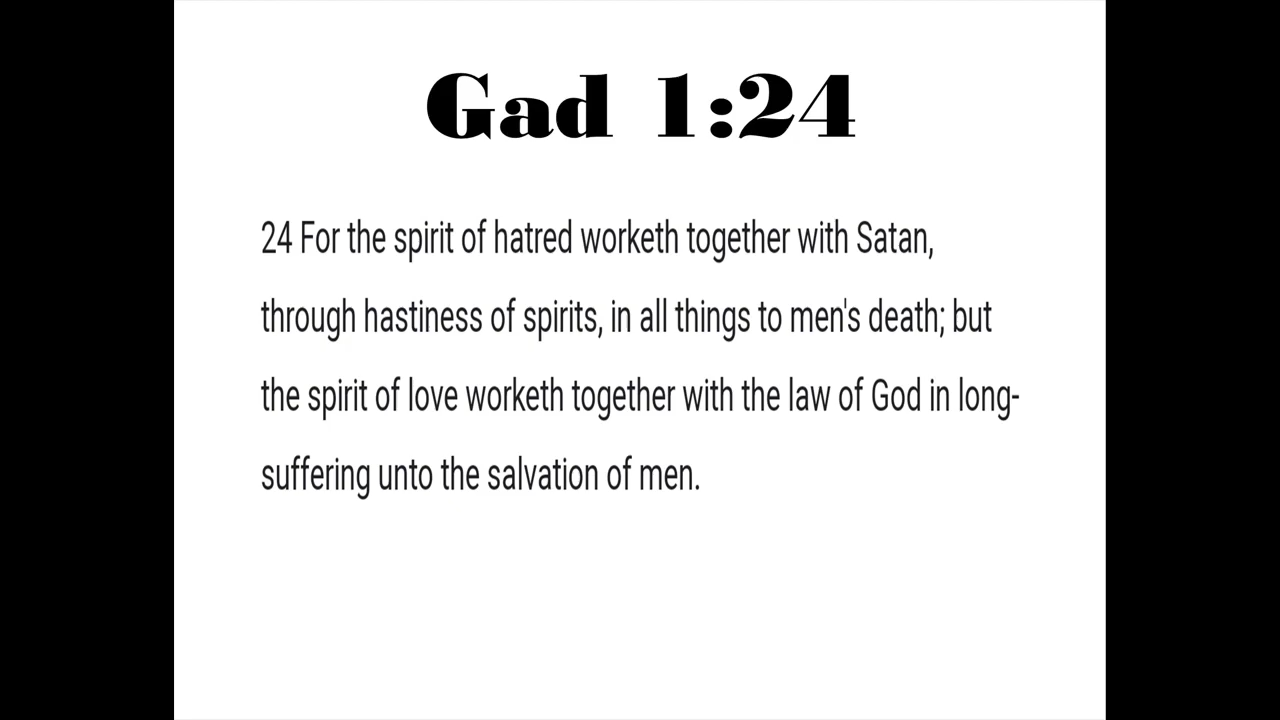 Gad 1:24
24 For the spirit of hatred worketh together with Satan,
through hastiness of spirits, in all things to men's death; but
the spirit of love worketh together with the law of God in long-
suffering unto the salvation of men.